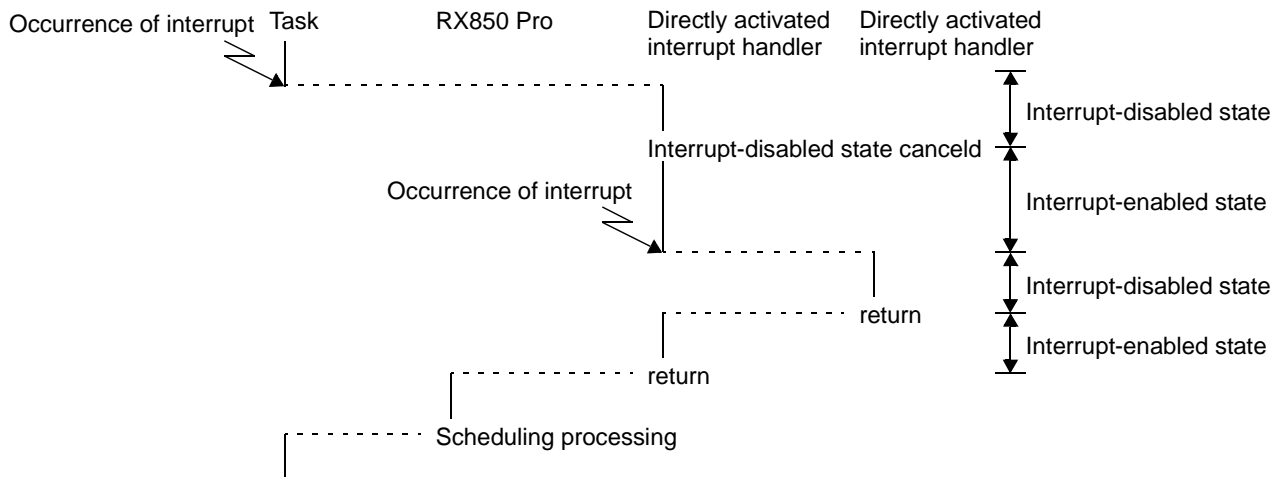 Occurrence of interrupt
Task
RX850 Pro
Directly activated
interrupt handler
Directly activated
interrupt handler
Interrupt-disabled state
Interrupt-disabled state canceld
Occurrence of interrupt
Interrupt-enabled state
Interrupt-disabled state
return
Interrupt-enabled state
return
Scheduling processing